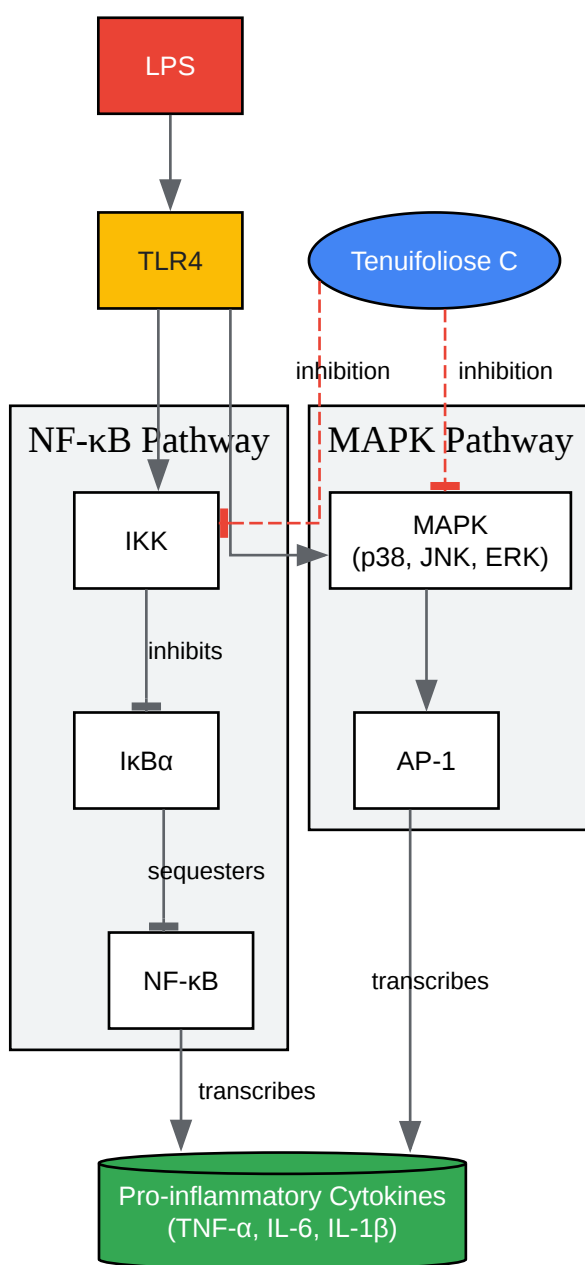 LPS
TLR4
Tenuifoliose C
inhibition
inhibition
NF-κB Pathway
MAPK Pathway
IKK
MAPK
(p38, JNK, ERK)
inhibits
IκBα
AP-1
sequesters
NF-κB
transcribes
transcribes
Pro-inflammatory Cytokines
(TNF-α, IL-6, IL-1β)